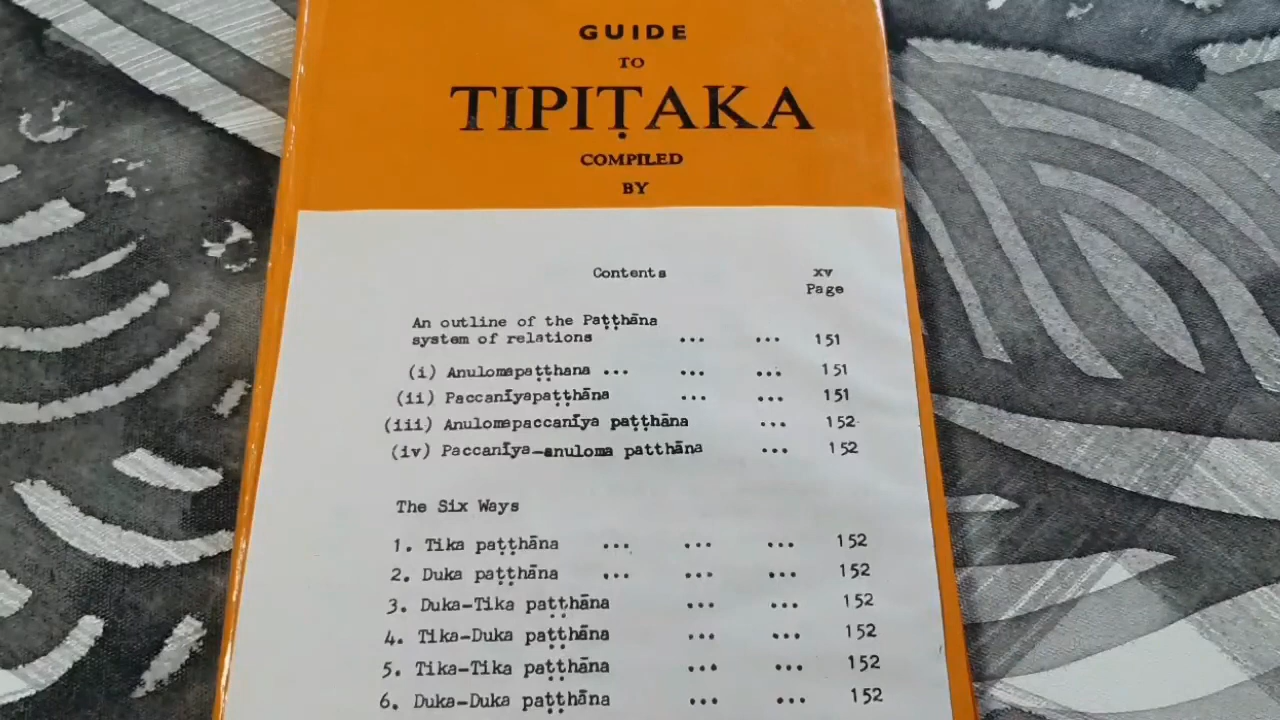 GUIDE
TO
TIPIṬAKA
COMPILED
BY
Contents xv
Page
An outline of the Paṭṭhāna
system of relations ... ... 151
(i) Anulomapaṭṭhana ... ... ... 151
(ii) Paccanīyapaṭṭhāna ... ... 151
(iii) Anulomapaccanīya paṭṭhāna ... 152
(iv) Paccanīya-anuloma patthāna ... 152
The Six Ways
1. Tika paṭṭhāna ... ... ... 152
2. Duka paṭṭhāna ... ... ... 152
3. Duka-Tika paṭṭhāna ... ... 152
4. Tika-Duka paṭṭhāna ... ... 152
5. Tika-Tika paṭṭhāna ... ... 152
6. Duka-Duka paṭṭhāna ... ... 152